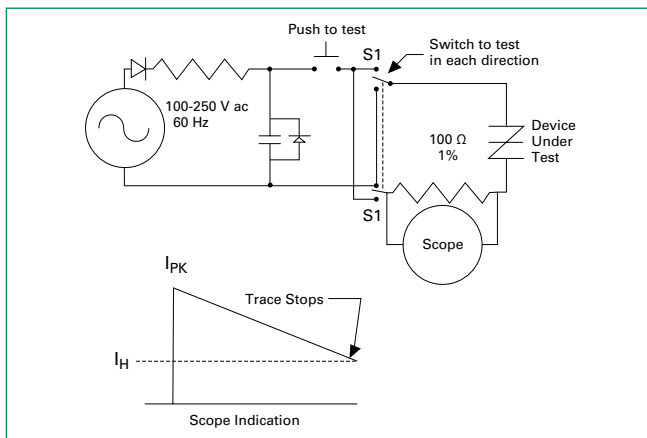 Push to test
S1
Switch to test
in each direction
100-250 V ac
60 Hz
100 Ω
1%
Device
Under
Test
S1
Scope
IPK
Trace Stops
IH
Scope Indication